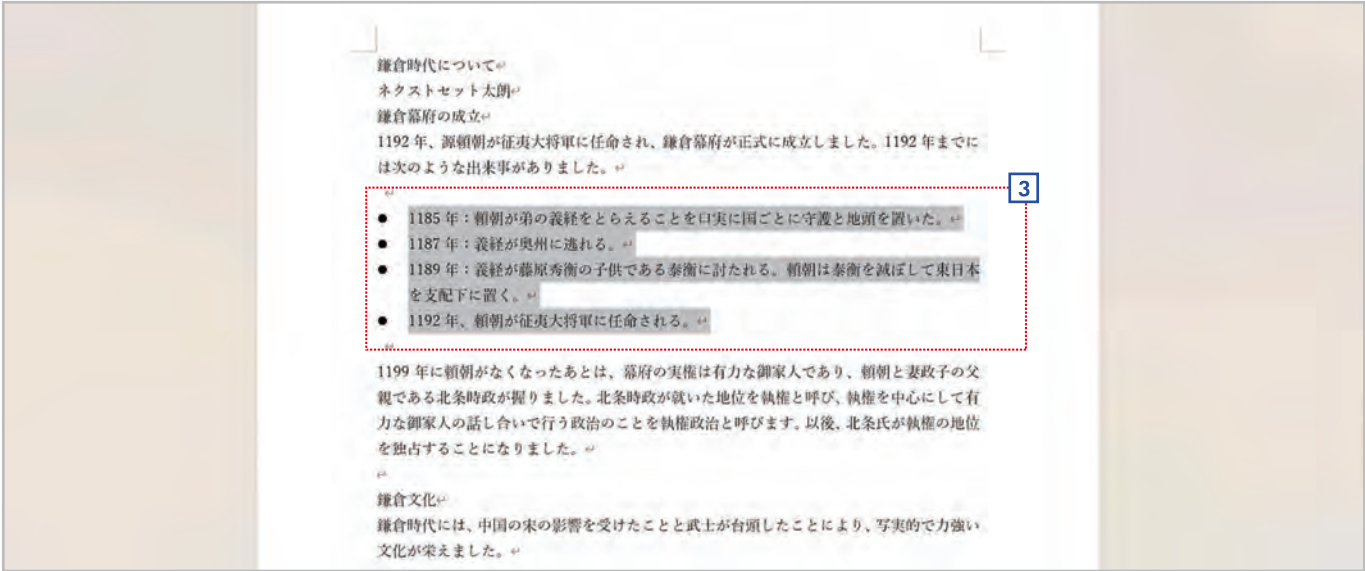 鎌倉時代について↵
ネクストセット太朗↵
鎌倉幕府の成立↵
1192 年、源頼朝が征夷大将軍に任命され、鎌倉幕府が正式に成立しました。1192 年までに
は次のような出来事がありました。↵
↵
3
● 1185 年：頼朝が弟の義経をとらえることを口実に国ごとに守護と地頭を置いた。↵
● 1187 年：義経が奥州に逃れる。↵
● 1189 年：義経が藤原秀衡の子供である泰衡に討たれる。頼朝は泰衡を滅ぼして東日本
を支配下に置く。↵
● 1192 年、頼朝が征夷大将軍に任命される。↵
↵
1199 年に頼朝がなくなったあとは、幕府の実権は有力な御家人であり、頼朝と妻政子の父
親である北条時政が握りました。北条時政が就いた地位を執権と呼び、執権を中心にして有
力な御家人の話し合いで行う政治のことを執権政治と呼びます。以後、北条氏が執権の地位
を独占することになりました。↵
↵
鎌倉文化↵
鎌倉時代には、中国の宋の影響を受けたことと武士が台頭したことにより、写実的で力強い
文化が栄えました。↵